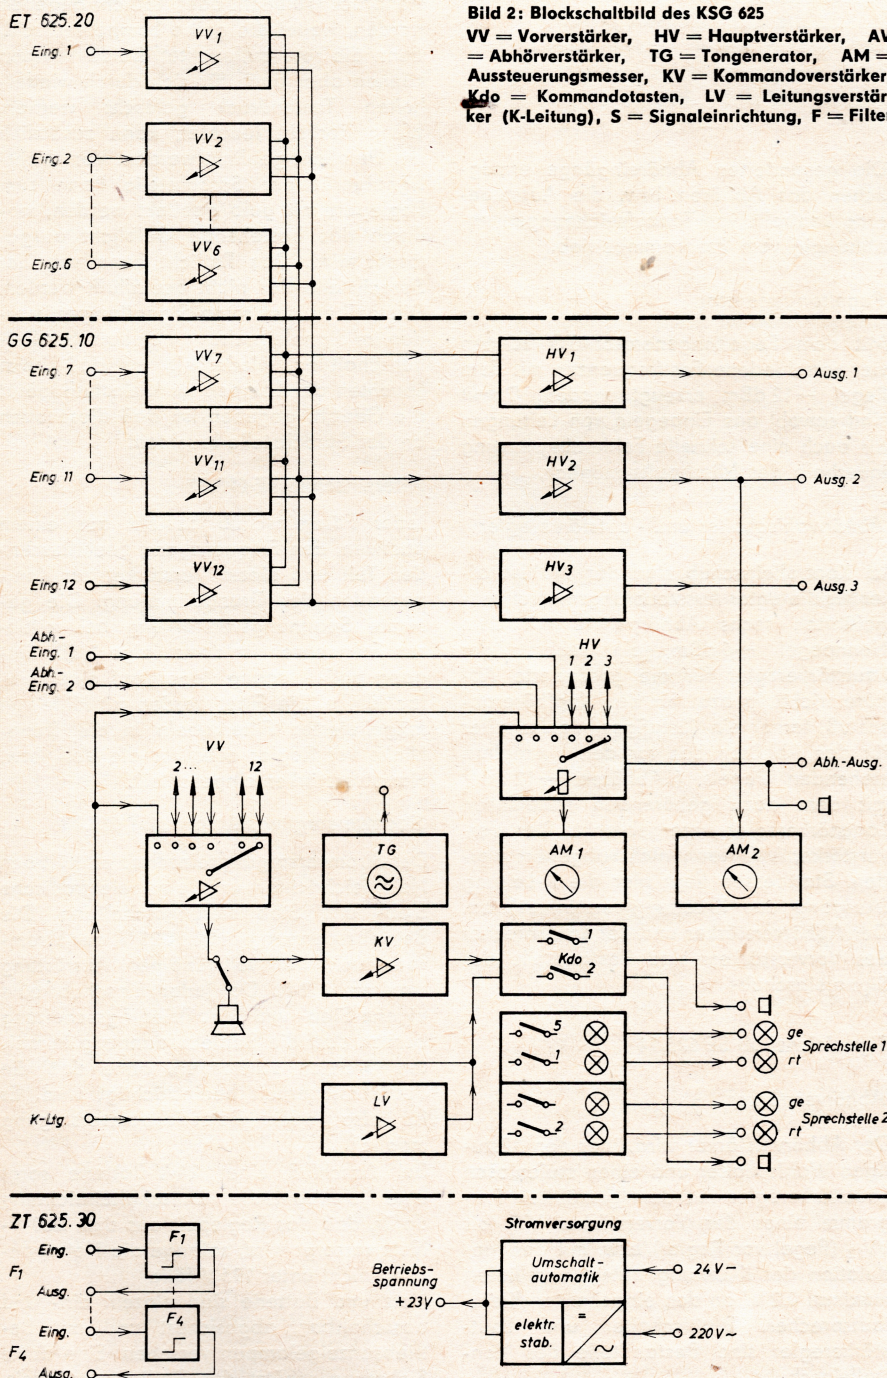 ET 625.20
Bild 2: Blockschaltbild des KSG 625
VV = Vorverstärker, HV = Hauptverstärker, AV
= Abhörverstärker, TG = Tongenerator, AM =
Aussteuerungsmesser, KV = Kommandoverstärker
Kdo = Kommandotasten, LV = Leitungsverstär-
ker (K-Leitung), S = Signaleinrichtung, F = Filter
Eing. 1
VV1
Eing.2
VV2
Eing.6
VV6
GG 625.10
Eing. 7
VV7
HV1
Ausg. 1
Eing. 11
VV11
HV2
Ausg. 2
Eing 12
VV12
HV3
Ausg. 3
Abh.-
Eing. 1
Abh.-
Eing. 2
HV
1 2 3
VV
2... 12
Abh.-Ausg.
TG
AM1
AM2
KV
1
Kdo
2
5
ge
Sprechstelle 1
1
rt
K-Ltg.
LV
ge
Sprechstelle 2
2
rt
ZT 625.30
Stromversorgung
F1
Eing.
F1
Ausg.
Eing.
F4
F4
Ausg.
Betriebs-
spannung
+23V
Umschalt-
automatik
24V−
elektr.
stab.
=
~
220V~